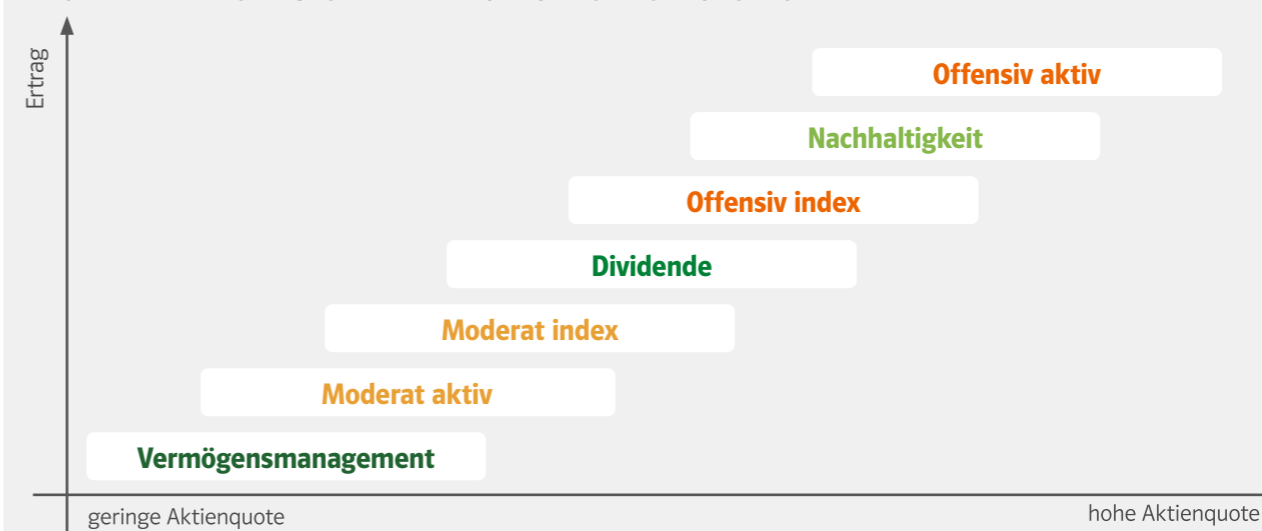 Ertrag
Offensiv aktiv
Nachhaltigkeit
Offensiv index
Dividende
Moderat index
Moderat aktiv
Vermögensmanagement
geringe Aktienquote
hohe Aktienquote